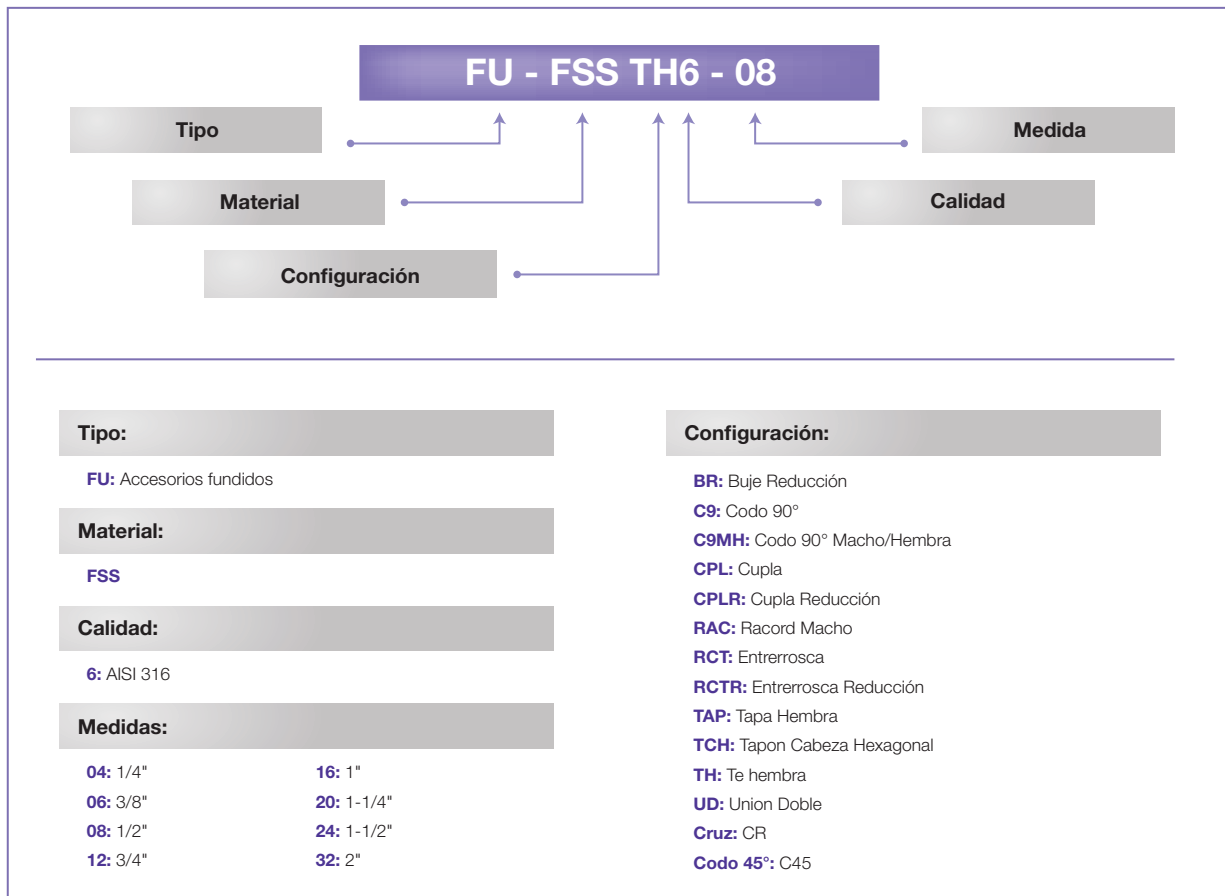 FU - FSS TH6 - 08
Tipo
Medida
Material
Calidad
Configuración
Tipo:
FU: Accesorios fundidos
Material:
FSS
Calidad:
6: AISI 316
Medidas:
04: 1/4"
06: 3/8"
08: 1/2"
12: 3/4"
16: 1"
20: 1-1/4"
24: 1-1/2"
32: 2"
Configuración:
BR: Buje Reducción
C9: Codo 90°
C9MH: Codo 90° Macho/Hembra
CPL: Cupla
CPLR: Cupla Reducción
RAC: Racord Macho
RCT: Entrerrosca
RCTR: Entrerrosca Reducción
TAP: Tapa Hembra
TCH: Tapon Cabeza Hexagonal
TH: Te hembra
UD: Union Doble
Cruz: CR
Codo 45°: C45